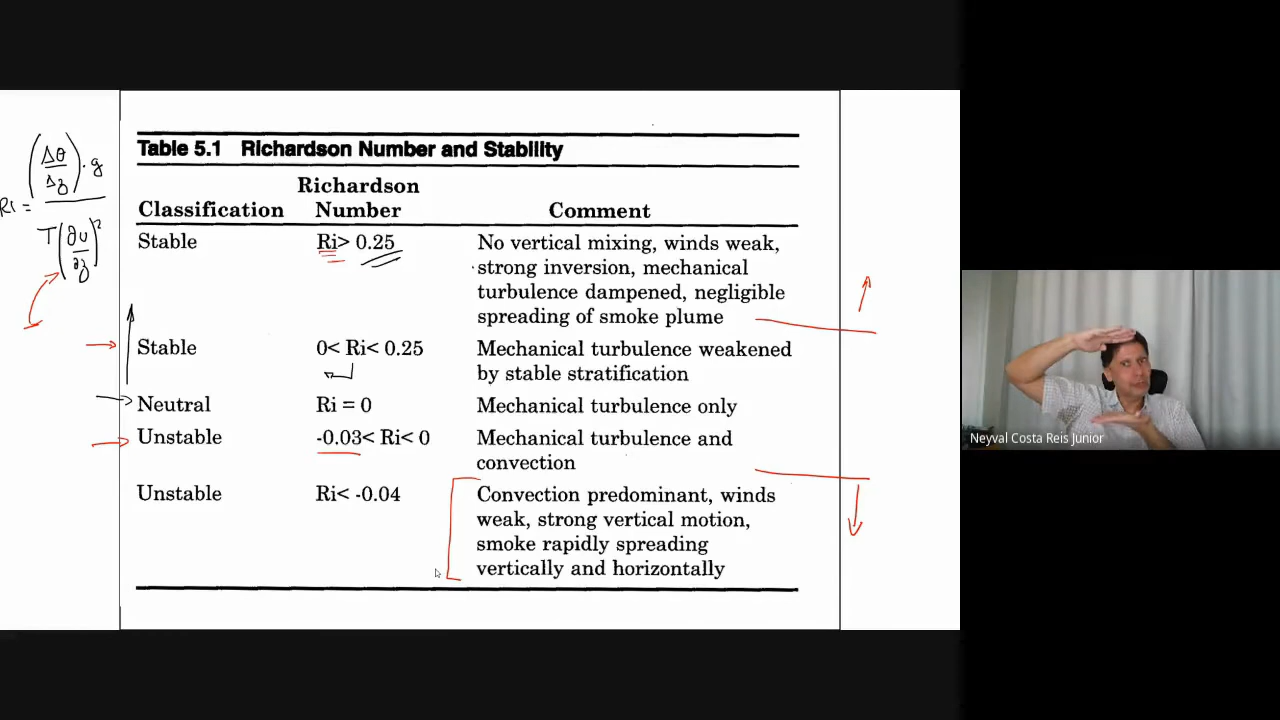 Table 5.1 Richardson Number and Stability
Richardson
Classification Number Comment
Stable Ri> 0.25 No vertical mixing, winds weak,
strong inversion, mechanical
turbulence dampened, negligible
spreading of smoke plume
Stable 0< Ri< 0.25 Mechanical turbulence weakened
by stable stratification
Neutral Ri = 0 Mechanical turbulence only
Unstable -0.03< Ri< 0 Mechanical turbulence and
convection
Unstable Ri< -0.04 Convection predominant, winds
weak, strong vertical motion,
smoke rapidly spreading
vertically and horizontally
Ri = (Δθ/Δz) · g
T(∂u/∂z)²
Neyval Costa Reis Junior